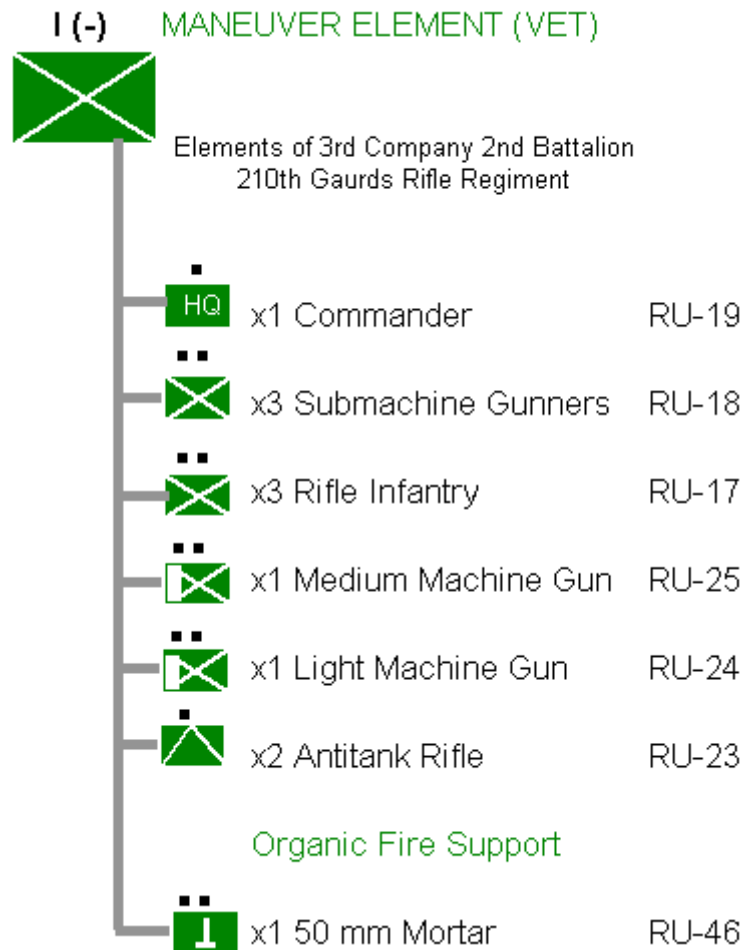 I (-) MANEUVER ELEMENT (VET)
Elements of 3rd Company 2nd Battalion
210th Gaurds Rifle Regiment
HQ x1 Commander RU-19
x3 Submachine Gunners RU-18
x3 Rifle Infantry RU-17
x1 Medium Machine Gun RU-25
x1 Light Machine Gun RU-24
x2 Antitank Rifle RU-23
Organic Fire Support
x1 50 mm Mortar RU-46